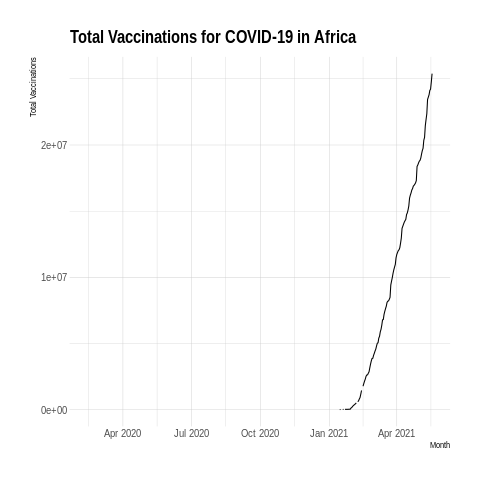 Total Vaccinations for COVID-19 in Africa
Total Vaccinations
2e+07
1e+07
0e+00
Apr 2020 Jul 2020 Oct 2020 Jan 2021 Apr 2021
Month